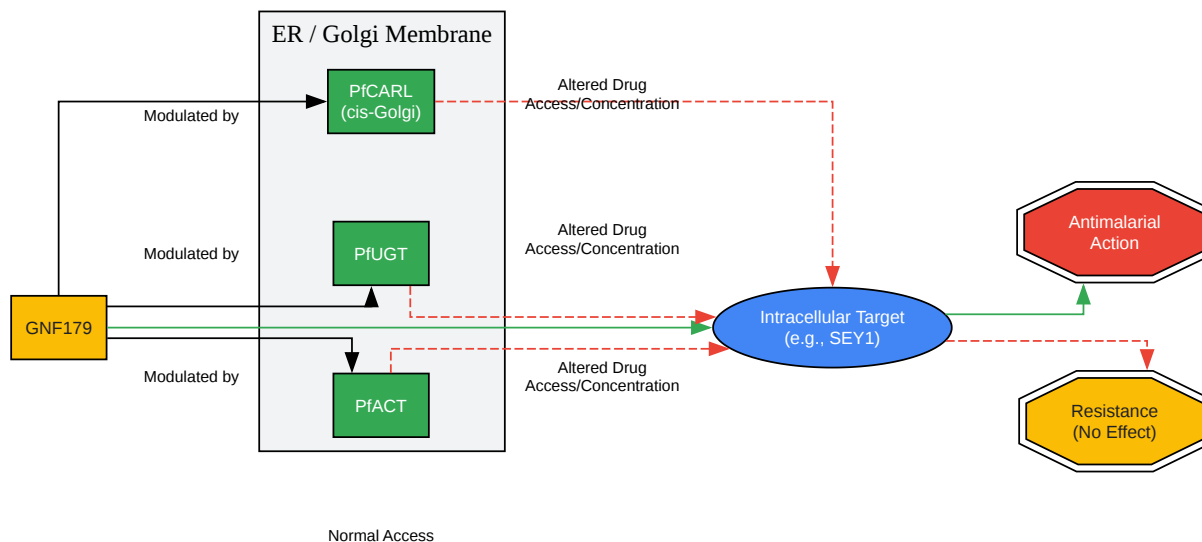 ER / Golgi Membrane
PfCARL
(cis-Golgi)
Altered Drug
Access/Concentration
Modulated by
PfUGT
Altered Drug
Access/Concentration
Modulated by
Antimalarial
Action
GNF179
Intracellular Target
(e.g., SEY1)
Modulated by
PfACT
Altered Drug
Access/Concentration
Resistance
(No Effect)
Normal Access